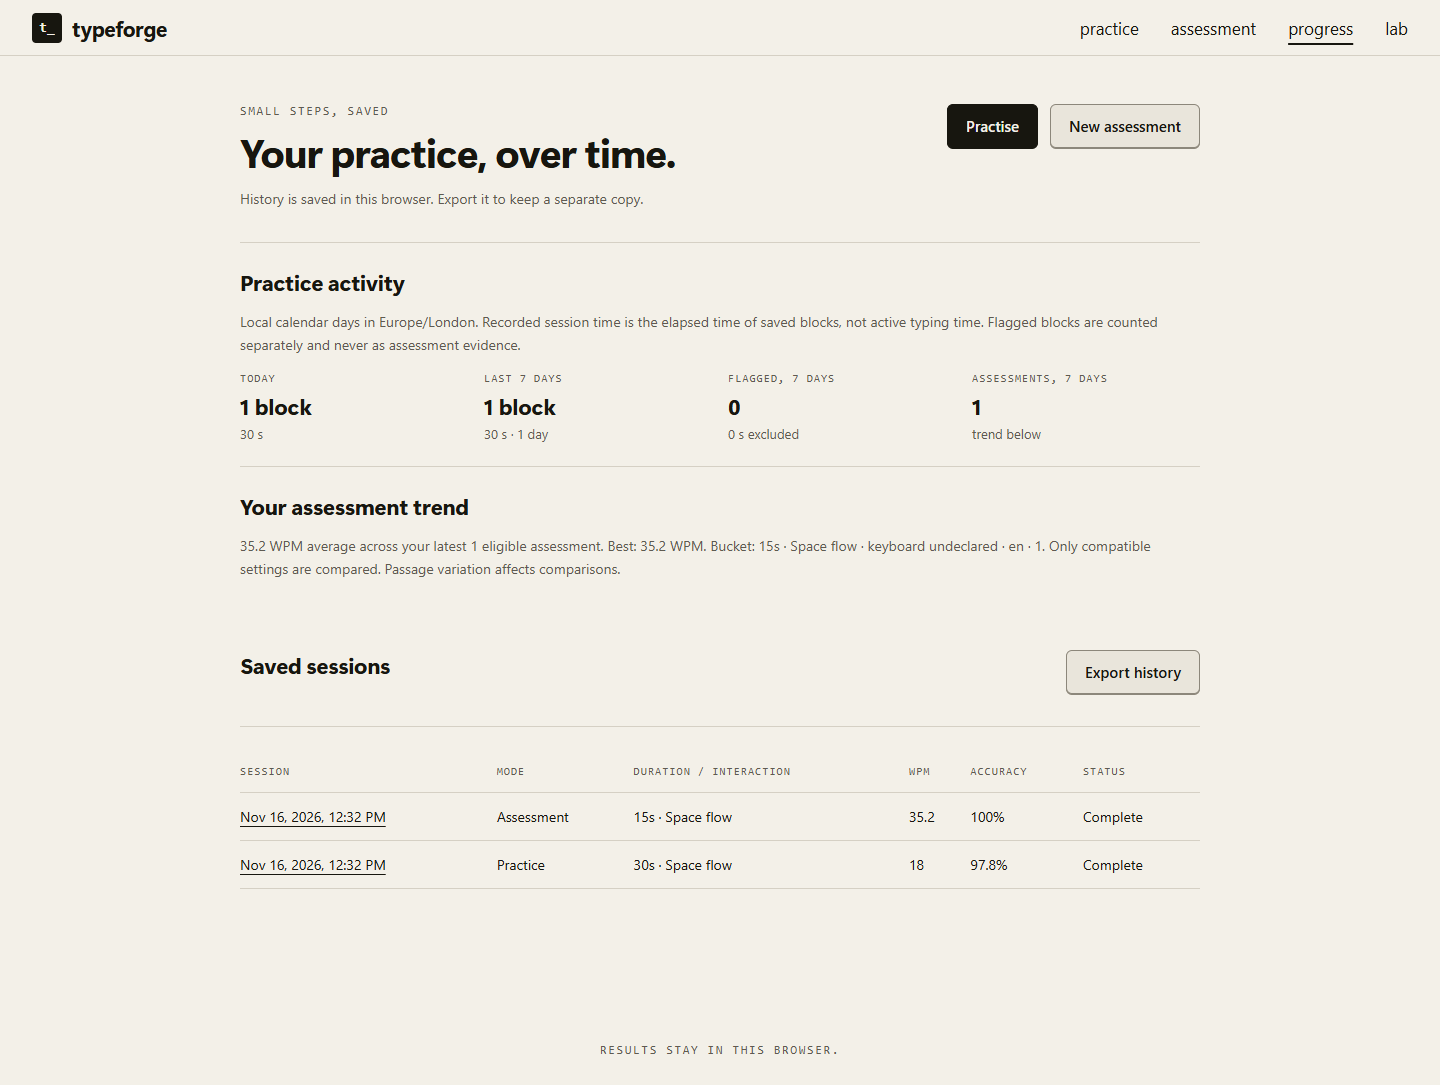 t_ typeforge
practice assessment progress lab
SMALL STEPS, SAVED
Your practice, over time.
Practise New assessment
History is saved in this browser. Export it to keep a separate copy.
Practice activity
Local calendar days in Europe/London. Recorded session time is the elapsed time of saved blocks, not active typing time. Flagged blocks are counted
separately and never as assessment evidence.
TODAY LAST 7 DAYS FLAGGED, 7 DAYS ASSESSMENTS, 7 DAYS
1 block 1 block 0 1
30 s 30 s · 1 day 0 s excluded trend below
Your assessment trend
35.2 WPM average across your latest 1 eligible assessment. Best: 35.2 WPM. Bucket: 15s · Space flow · keyboard undeclared · en · 1. Only compatible
settings are compared. Passage variation affects comparisons.
Saved sessions Export history
SESSION MODE DURATION / INTERACTION WPM ACCURACY STATUS
Nov 16, 2026, 12:32 PM Assessment 15s · Space flow 35.2 100% Complete
Nov 16, 2026, 12:32 PM Practice 30s · Space flow 18 97.8% Complete
RESULTS STAY IN THIS BROWSER.